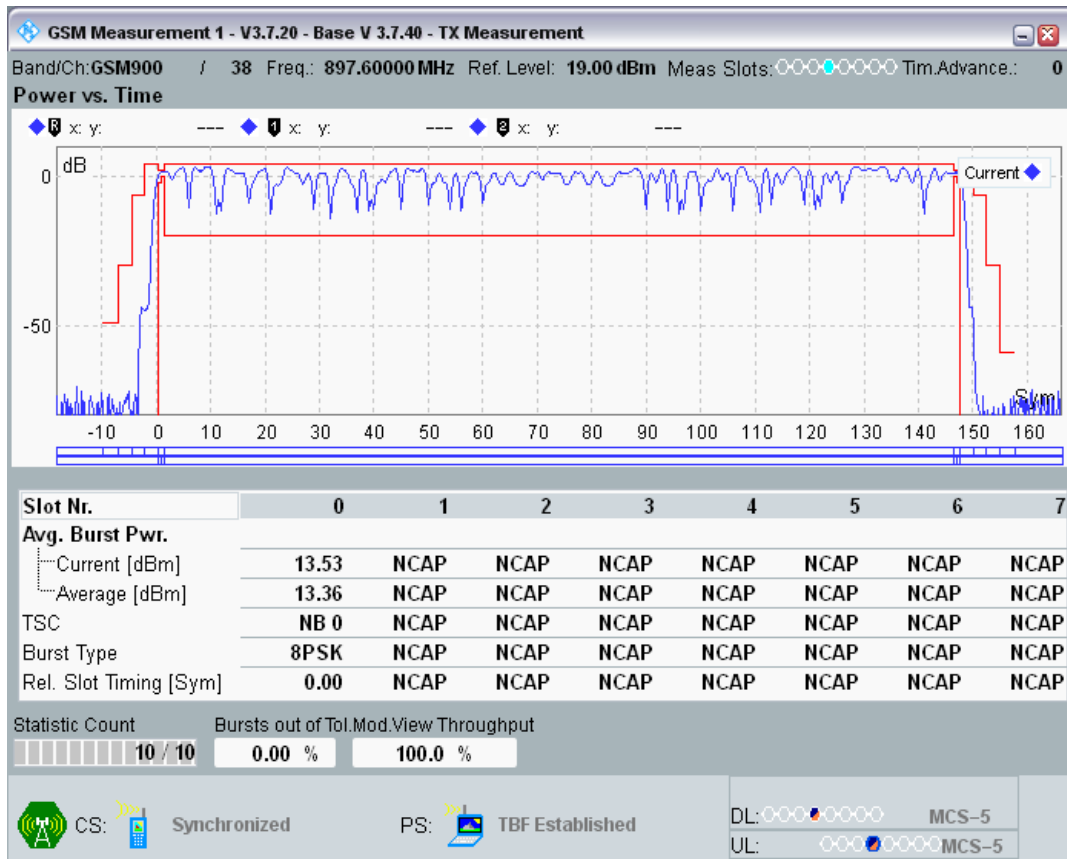 GSM Measurement 1 - V3.7.20 - Base V 3.7.40 - TX Measurement
Band/Ch:GSM900 / 38 Freq.: 897.60000 MHz Ref. Level: 19.00 dBm Meas Slots: Tim.Advance.: 0
Power vs. Time
R x: y: --- 1 x: y: --- 2 x: y: ---
dB
Current
0
-50
Sym
-10 0 10 20 30 40 50 60 70 80 90 100 110 120 130 140 150 160
Slot Nr. 0 1 2 3 4 5 6 7
Avg. Burst Pwr.
Current [dBm] 13.53 NCAP NCAP NCAP NCAP NCAP NCAP NCAP
Average [dBm] 13.36 NCAP NCAP NCAP NCAP NCAP NCAP NCAP
TSC NB 0 NCAP NCAP NCAP NCAP NCAP NCAP NCAP
Burst Type 8PSK NCAP NCAP NCAP NCAP NCAP NCAP NCAP
Rel. Slot Timing [Sym] 0.00 NCAP NCAP NCAP NCAP NCAP NCAP NCAP
Statistic Count Bursts out of Tol.Mod.View Throughput
10 / 10 0.00 % 100.0 %
CS: Synchronized PS: TBF Established DL: MCS-5
UL: MCS-5